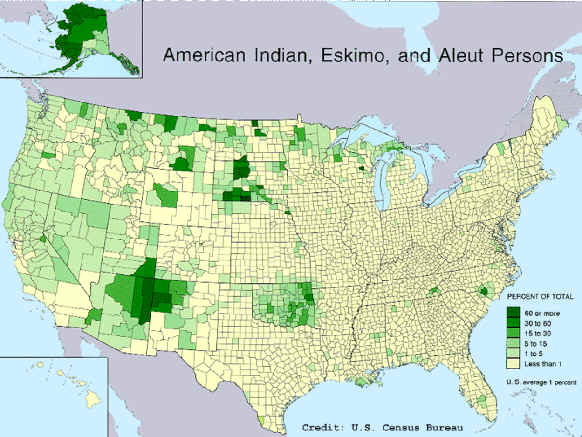 American Indian, Eskimo, and Aleut Persons
PERCENT OF TOTAL
60 or more
30 to 60
15 to 30
5 to 15
1 to 5
Less than 1
U.S. average 1 percent
Credit: U.S. Census Bureau